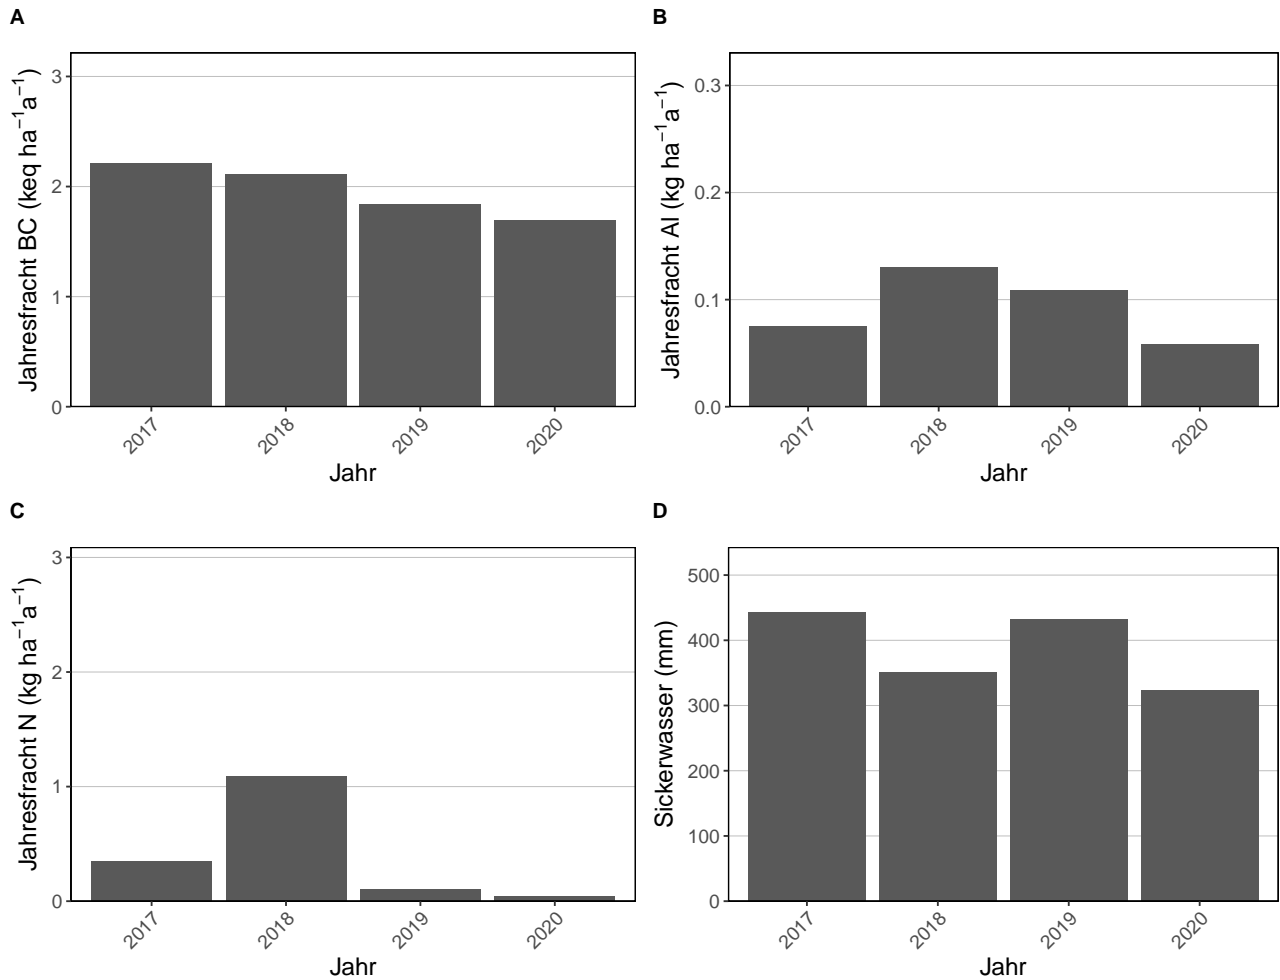 A
Jahresfracht BC (keq ha⁻¹a⁻¹)
3
2
1
0
2017
2018
2019
2020
Jahr
B
Jahresfracht Al (kg ha⁻¹a⁻¹)
0.3
0.2
0.1
0.0
2017
2018
2019
2020
Jahr
C
Jahresfracht N (kg ha⁻¹a⁻¹)
3
2
1
0
2017
2018
2019
2020
Jahr
D
Sickerwasser (mm)
500
400
300
200
100
0
2017
2018
2019
2020
Jahr